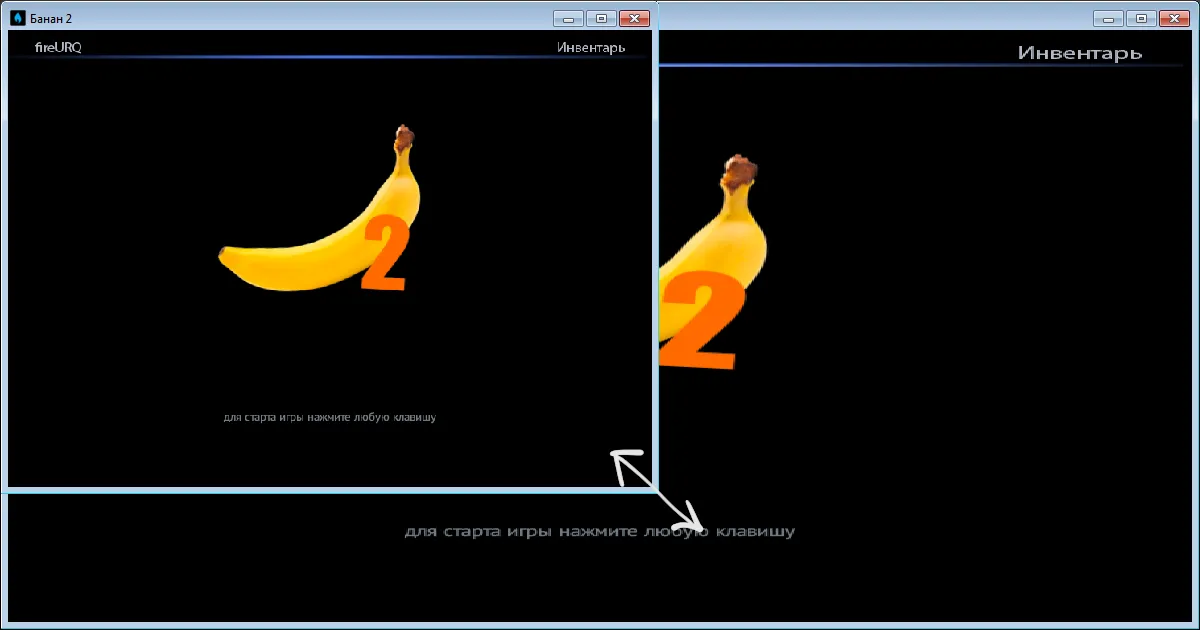 Банан 2
fireURQ
Инвентарь
Инвентарь
2
2
для старта игры нажмите любую клавишу
для старта игры нажмите любую клавишу